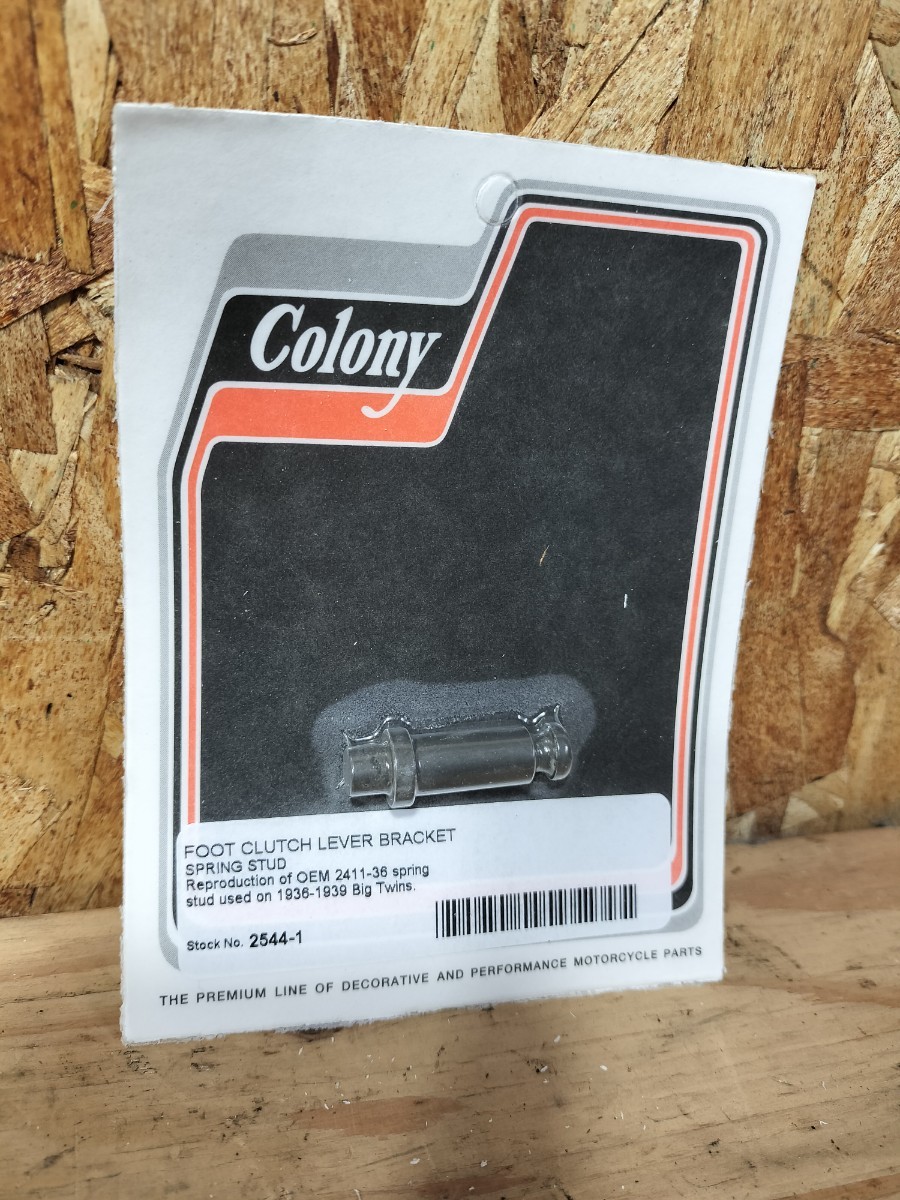 Colony
FOOT CLUTCH LEVER BRACKET
SPRING STUD
Reproduction of OEM 2411-36 spring
stud used on 1936-1939 Big Twins.
Stock No. 2544-1
THE PREMIUM LINE OF DECORATIVE AND PERFORMANCE MOTORCYCLE PARTS